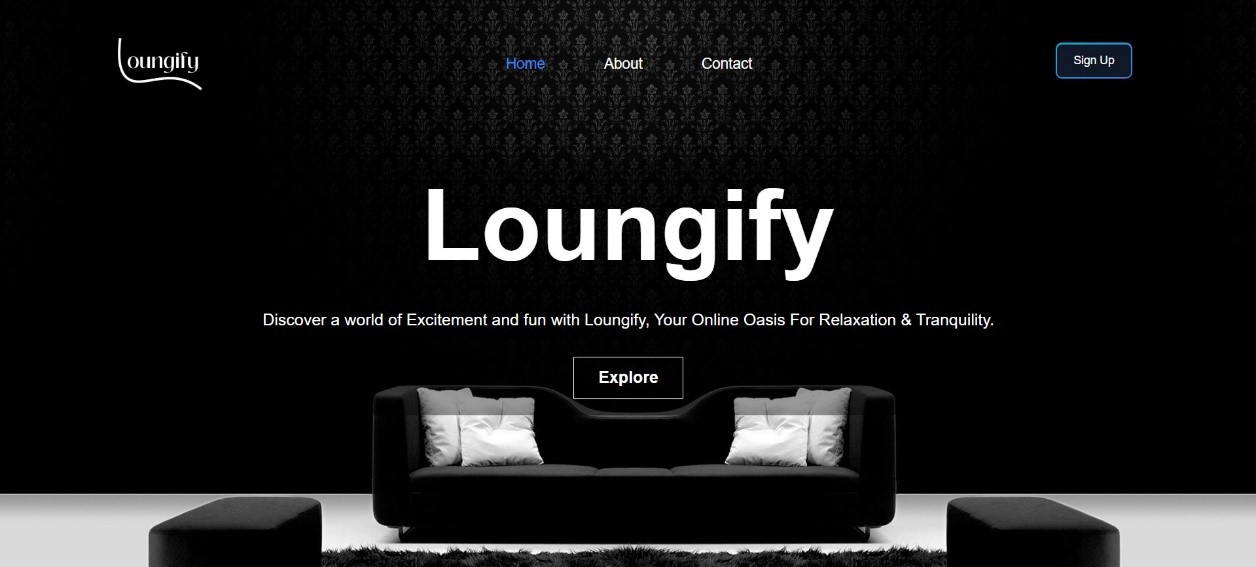 Loungify
Home About Contact
Sign Up
Loungify
Discover a world of Excitement and fun with Loungify, Your Online Oasis For Relaxation & Tranquility.
Explore